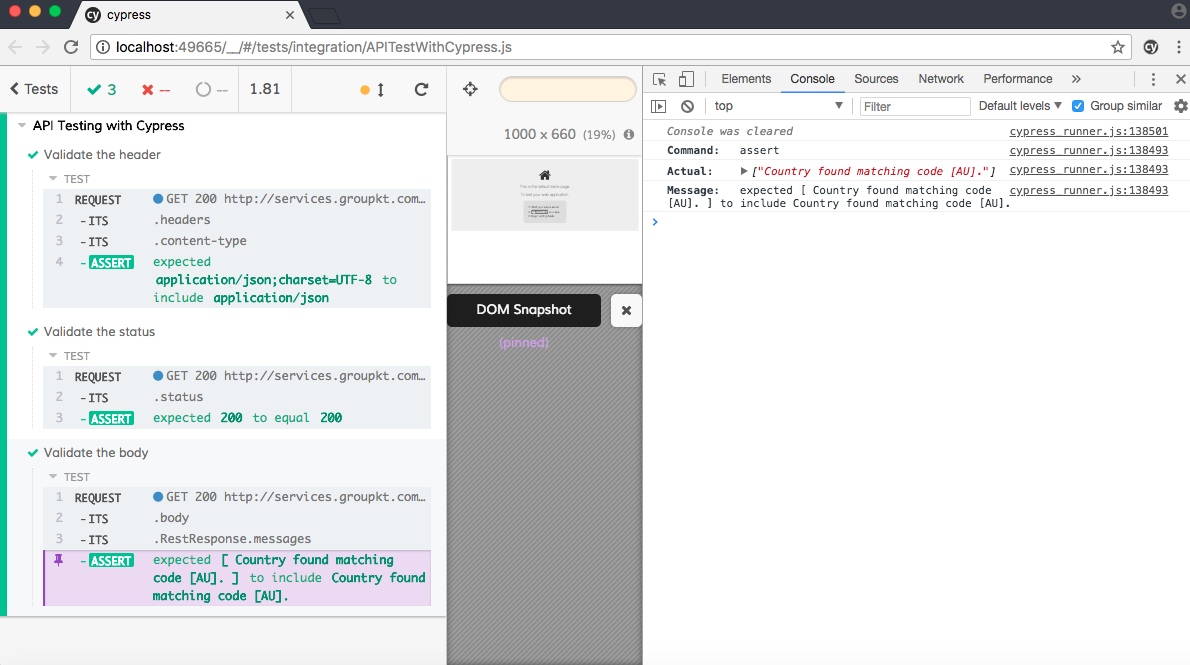 cypress
localhost:49665/__/#/tests/integration/APITestWithCypress.js
Tests
3
--
--
1.81
API Testing with Cypress
Validate the header
TEST
1 REQUEST GET 200 http://services.groupkt.com…
2 -ITS .headers
3 -ITS .content-type
4 -ASSERT expected
application/json;charset=UTF-8 to
include application/json
Validate the status
TEST
1 REQUEST GET 200 http://services.groupkt.com…
2 -ITS .status
3 -ASSERT expected 200 to equal 200
Validate the body
TEST
1 REQUEST GET 200 http://services.groupkt.com…
2 -ITS .body
3 -ITS .RestResponse.messages
-ASSERT expected [ Country found matching
code [AU]. ] to include Country found
matching code [AU].
1000 x 660 (19%)
DOM Snapshot
(pinned)
Elements Console Sources Network Performance »
top Filter Default levels Group similar
Console was cleared cypress_runner.js:138501
Command: assert cypress_runner.js:138493
Actual: ["Country found matching code [AU]."] cypress_runner.js:138493
Message: expected [ Country found matching code cypress_runner.js:138493
[AU]. ] to include Country found matching code [AU].